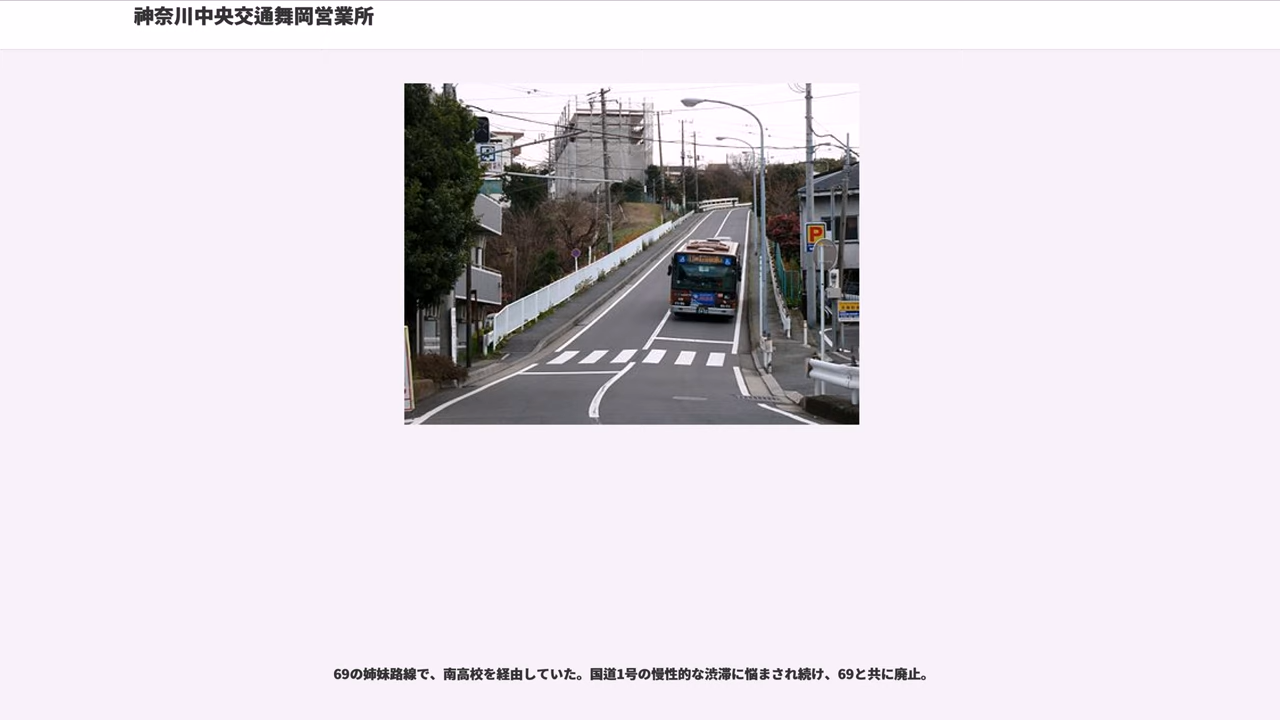 神奈川中央交通舞岡営業所
P
69の姉妹路線で、南高校を経由していた。国道1号の慢性的な渋滞に悩まされ続け、69と共に廃止。